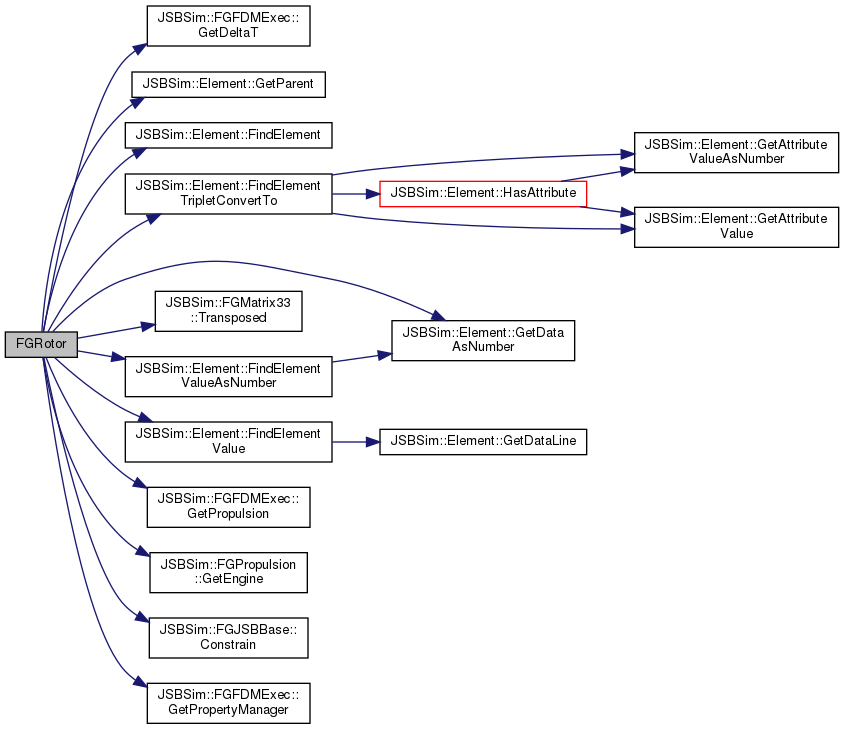 JSBSim::FGFDMExec::
GetDeltaT
JSBSim::Element::GetParent
JSBSim::Element::FindElement
JSBSim::Element::FindElement
TripletConvertTo
JSBSim::Element::GetAttribute
ValueAsNumber
JSBSim::Element::HasAttribute
JSBSim::Element::GetAttribute
Value
JSBSim::FGMatrix33
::Transposed
JSBSim::Element::GetData
AsNumber
FGRotor
JSBSim::Element::FindElement
ValueAsNumber
JSBSim::Element::FindElement
Value
JSBSim::Element::GetDataLine
JSBSim::FGFDMExec::
GetPropulsion
JSBSim::FGPropulsion
::GetEngine
JSBSim::FGJSBBase::
Constrain
JSBSim::FGFDMExec::
GetPropertyManager